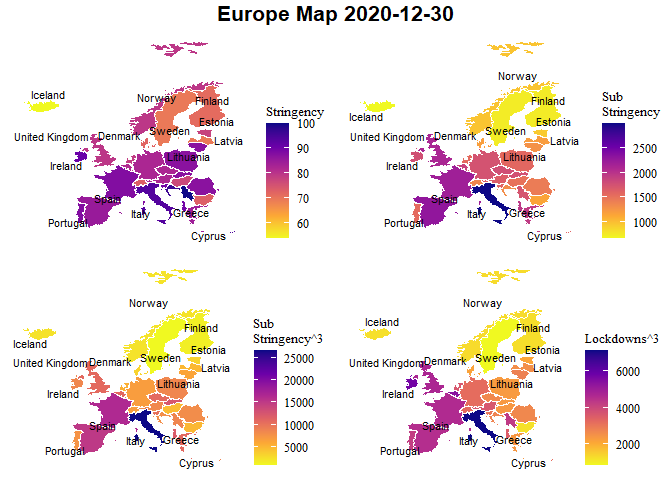 Europe Map 2020-12-30
Iceland
Norway
Finland
Estonia
United Kingdom
Denmark
Sweden
Latvia
Ireland
Lithuania
Spain
Portugal
Italy
Greece
Cyprus
Stringency
100
90
80
70
60
Iceland
Norway
Finland
Estonia
United Kingdom
Denmark
Sweden
Latvia
Ireland
Lithuania
Spain
Portugal
Italy
Greece
Cyprus
Sub
Stringency
2500
2000
1500
1000
Norway
Iceland
Finland
Estonia
United Kingdom
Denmark
Sweden
Latvia
Lithuania
Ireland
Spain
Portugal
Italy
Greece
Cyprus
Sub
Stringency^3
25000
20000
15000
10000
5000
Norway
Iceland
Finland
Estonia
United Kingdom
Denmark
Sweden
Latvia
Lithuania
Ireland
Spain
Portugal
Italy
Greece
Cyprus
Lockdowns^3
6000
4000
2000